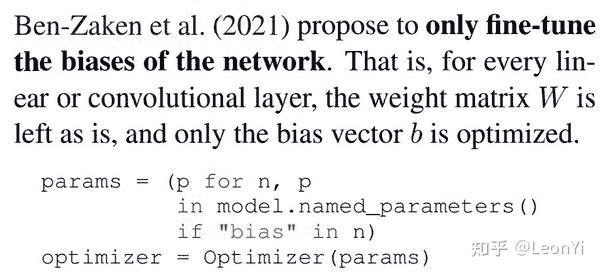 Ben-Zaken et al. (2021) propose to only fine-tune
the biases of the network. That is, for every lin-
ear or convolutional layer, the weight matrix W is
left as is, and only the bias vector b is optimized.
params = (p for n, p
in model.named_parameters()
if "bias" in n)
optimizer = Optimizer(params)
知乎 @LeonYi